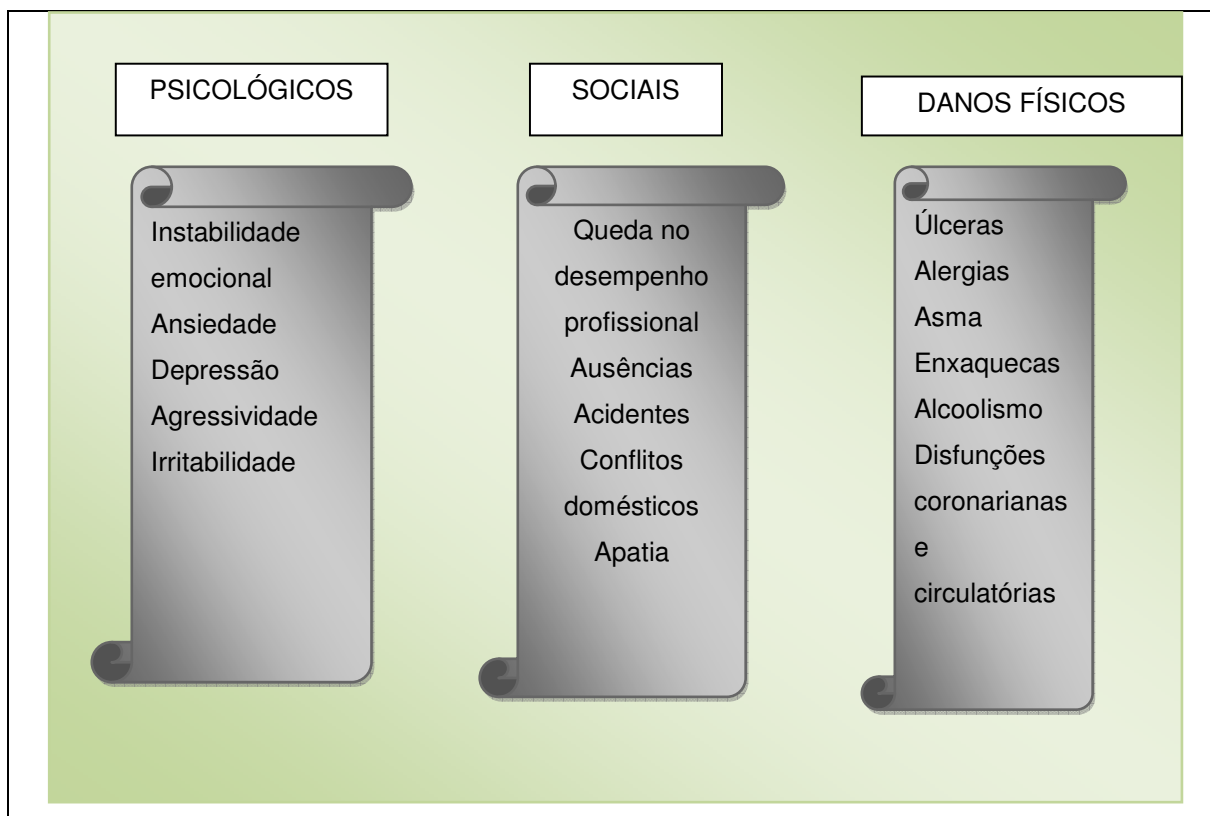 PSICOLÓGICOS
Instabilidade
emocional
Ansiedade
Depressão
Agressividade
Irritabilidade
SOCIAIS
Queda no
desempenho
profissional
Ausências
Acidentes
Conflitos
domésticos
Apatia
DANOS FÍSICOS
Úlceras
Alergias
Asma
Enxaquecas
Alcoolismo
Disfunções
coronarianas
e
circulatórias